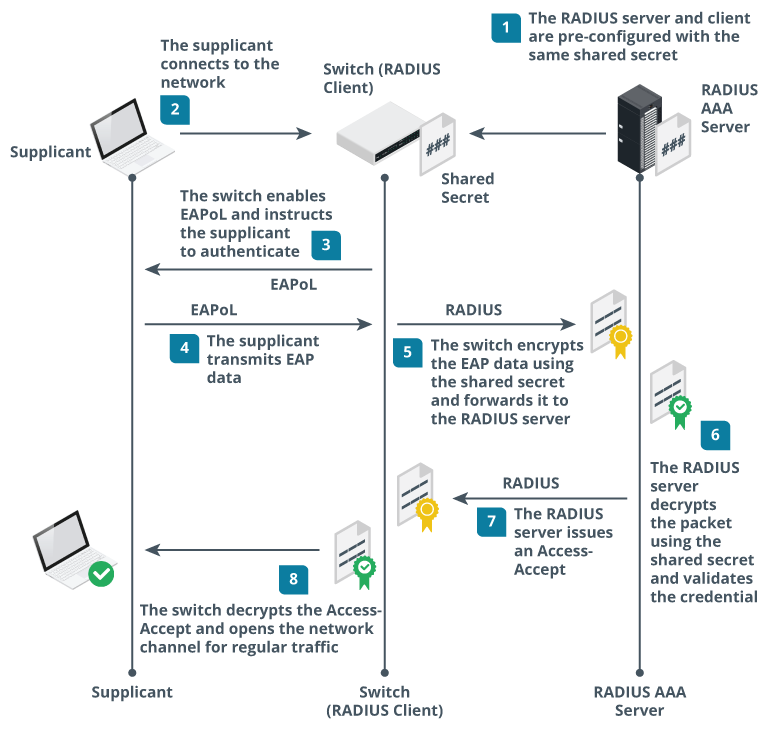 1
The RADIUS server and client
are pre-configured with the
same shared secret
The supplicant
connects to the
network
2
Switch (RADIUS
Client)
RADIUS
AAA
Server
Supplicant
###
###
Shared
Secret
The switch enables
EAPoL and instructs
the supplicant
to authenticate
3
EAPoL
EAPoL
4
The supplicant
transmits EAP
data
RADIUS
5
The switch encrypts
the EAP data using
the shared secret
and forwards it to
the RADIUS server
6
The RADIUS
server
decrypts
the packet
using the
shared secret
and validates
the credential
RADIUS
7
The RADIUS
server issues
an Access-
Accept
8
The switch decrypts the Access-
Accept and opens the network
channel for regular traffic
Supplicant
Switch
(RADIUS Client)
RADIUS AAA
Server